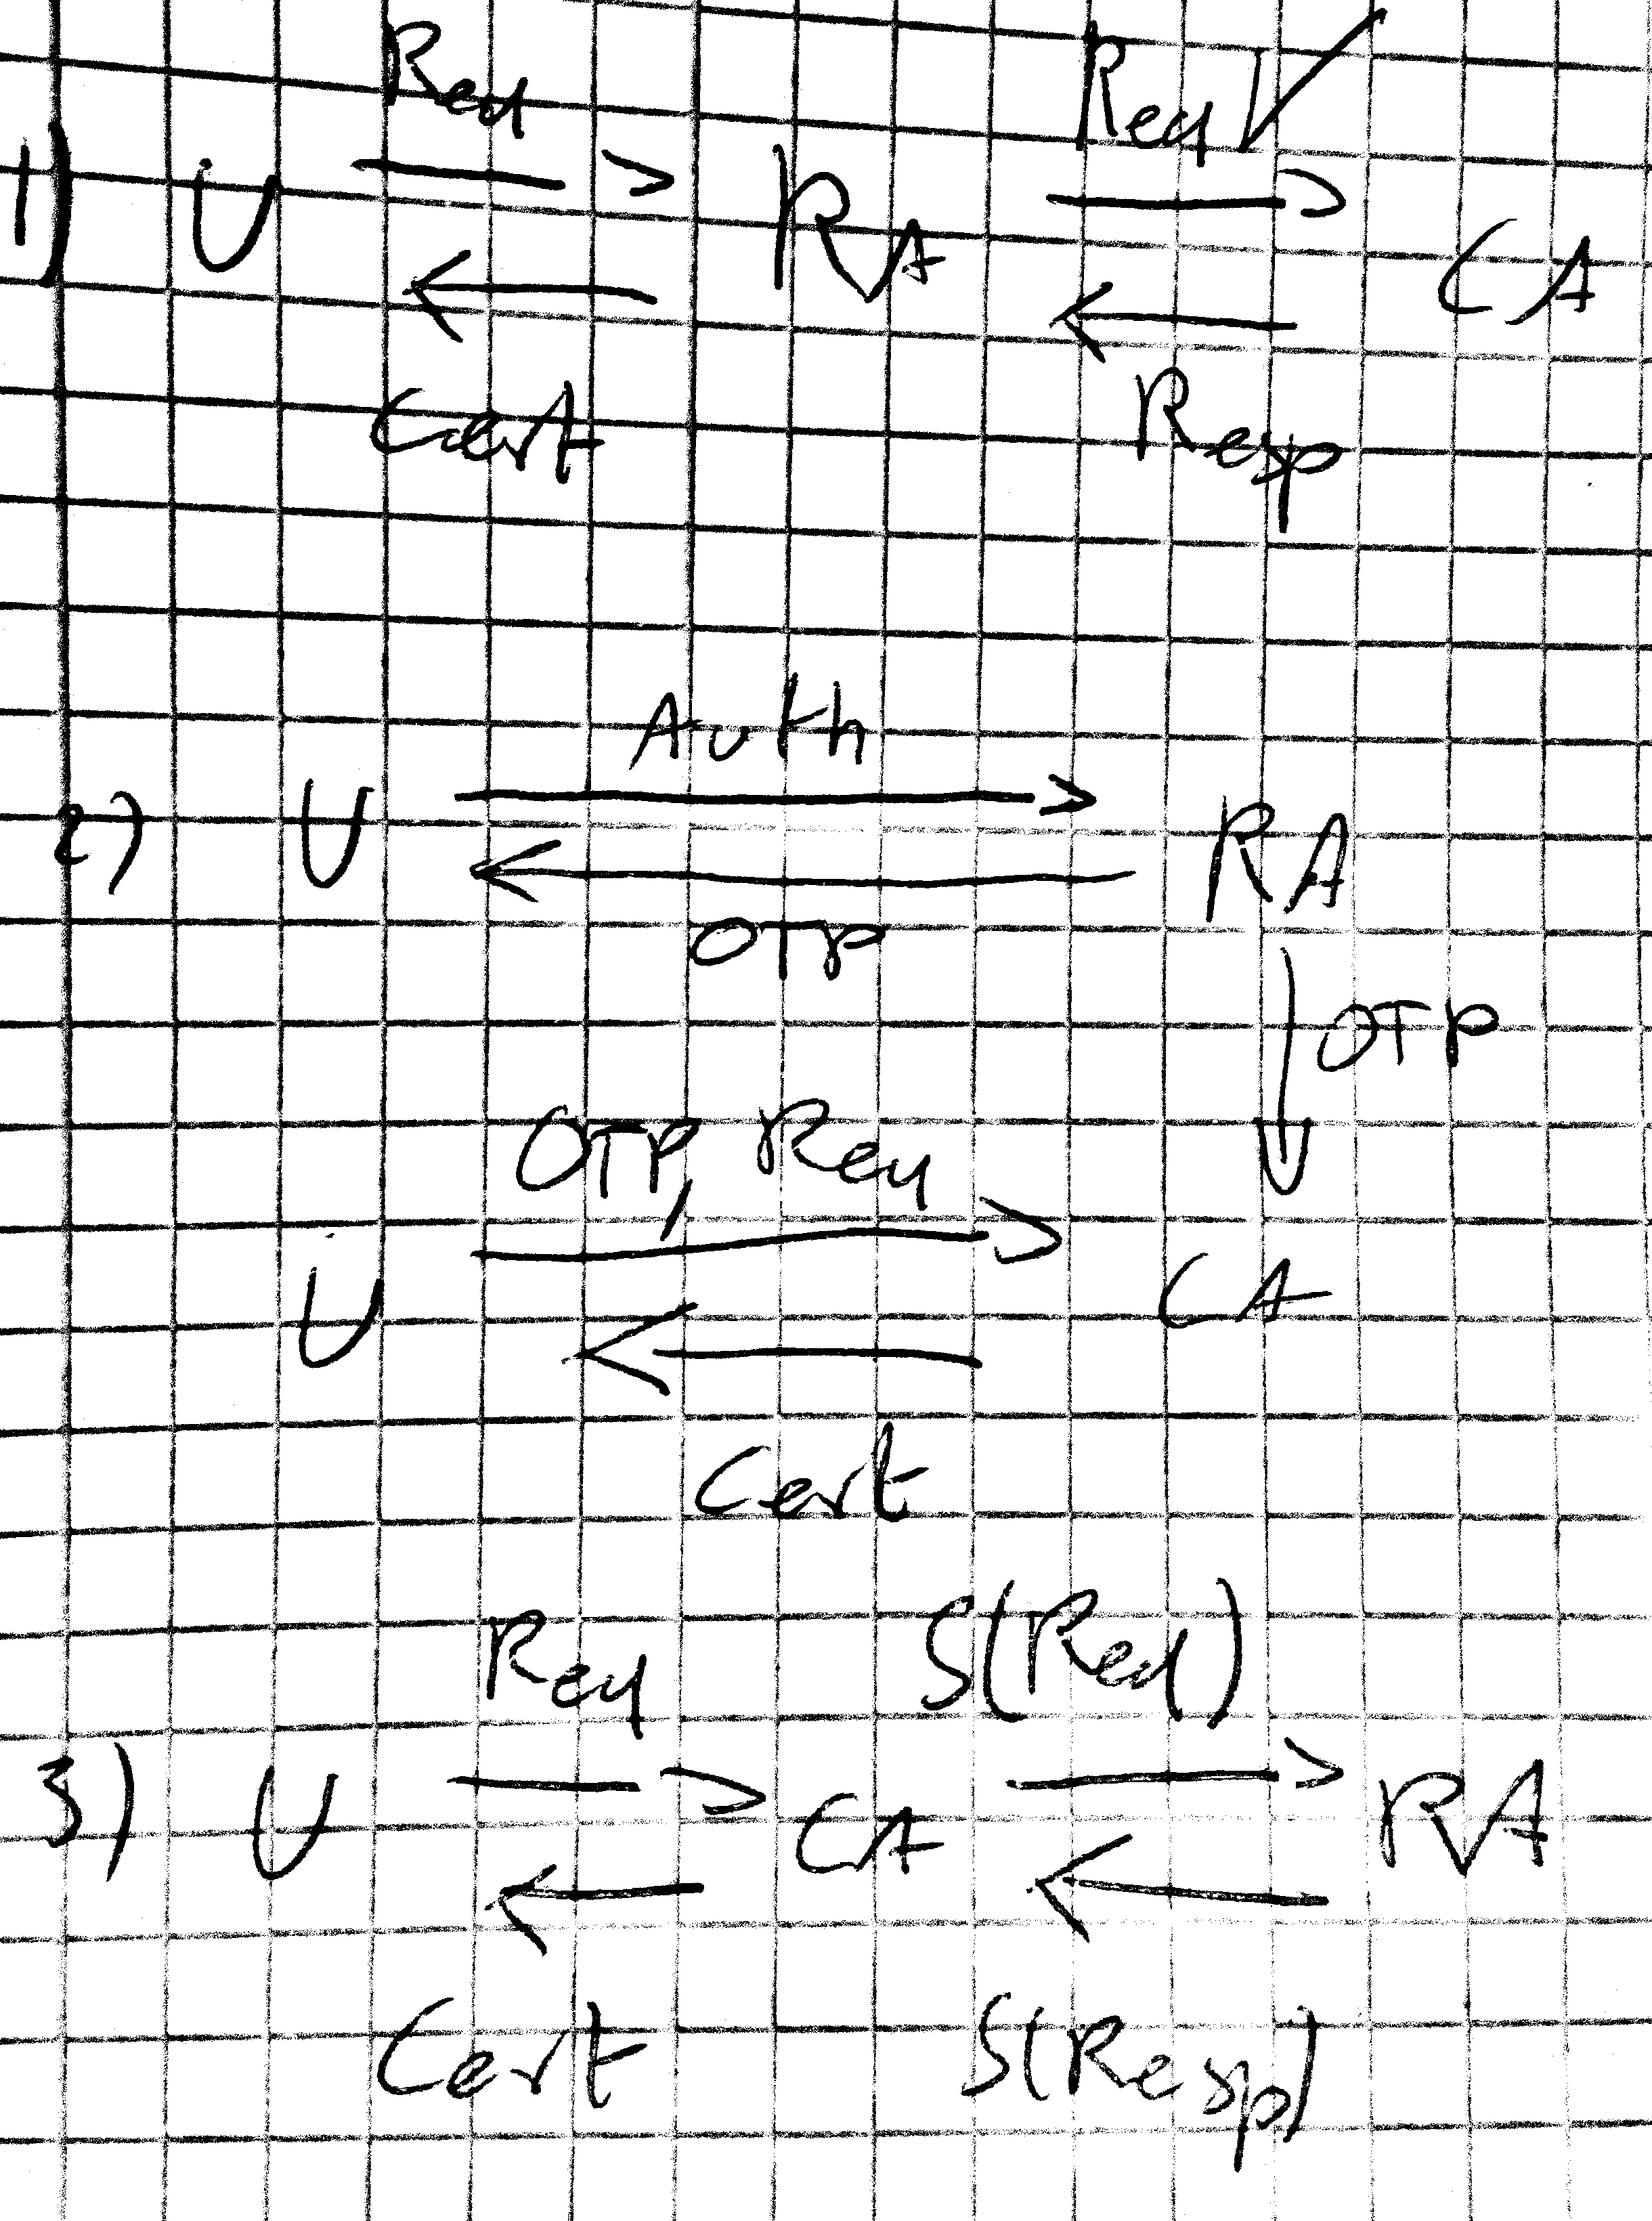 Req Req √
1) U RA CA
Cert Resp
Auth
2) U RA
OTP
OTP
OTP, Req
U CA
Cert
Req S(Req)
3) U CA RA
Cert S(Resp)